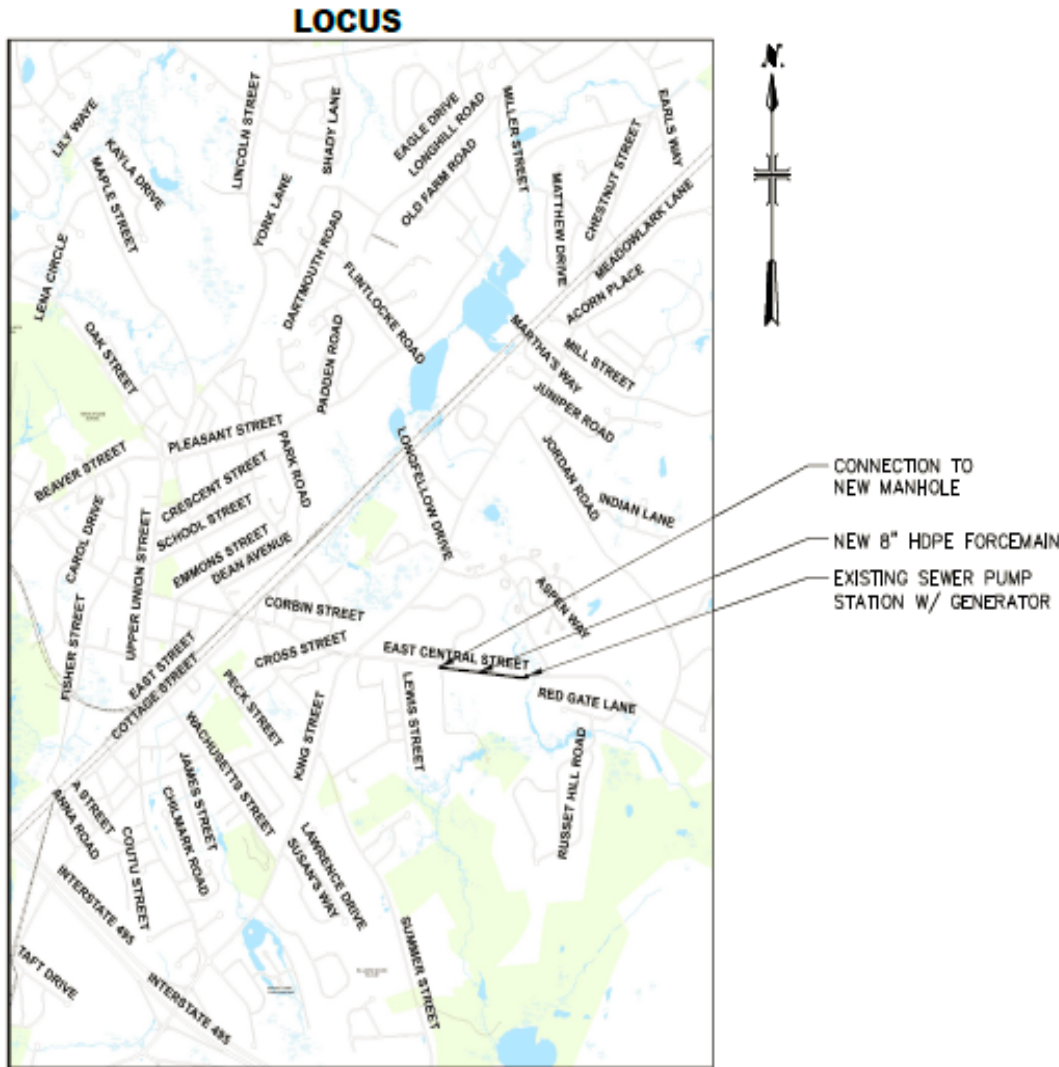 LOCUS
N.
LILY WAYE
KAYLA DRIVE
MAPLE STREET
LINCOLN STREET
SHADY LANE
YORK LANE
EAGLE DRIVE
LONGHILL ROAD
OLD FARM ROAD
MILLER STREET
MATTHEW DRIVE
CHESTNUT STREET
EARLS WAY
MEADOWLARK LANE
ACORN PLACE
LENA CIRCLE
DARTMOUTH ROAD
FLINTLOCKE ROAD
OAK STREET
PADDEN ROAD
MARTHA'S WAY
MILL STREET
JUNIPER ROAD
PLEASANT STREET
BEAVER STREET
CRESCENT STREET
PARK ROAD
SCHOOL STREET
LONGFELLOW DRIVE
JORDAN ROAD
INDIAN LANE
CAROL DRIVE
UPPER UNION STREET
EMMONS STREET
DEAN AVENUE
CONNECTION TO
NEW MANHOLE
NEW 8" HDPE FORCEMAIN
EXISTING SEWER PUMP
STATION W/ GENERATOR
ASPEN WAY
CORBIN STREET
FISHER STREET
EAST STREET
COTTAGE STREET
CROSS STREET
EAST CENTRAL STREET
PECK STREET
KING STREET
LEWIS STREET
RED GATE LANE
WACHUSETTS STREET
RUSSET HILL ROAD
JAMES STREET
CHILMARK ROAD
A STREET
ANNA ROAD
COUTU STREET
LAWRENCE DRIVE
SUSAN'S WAY
INTERSTATE 495
SUMMER STREET
TAFT DRIVE
INTERSTATE 495